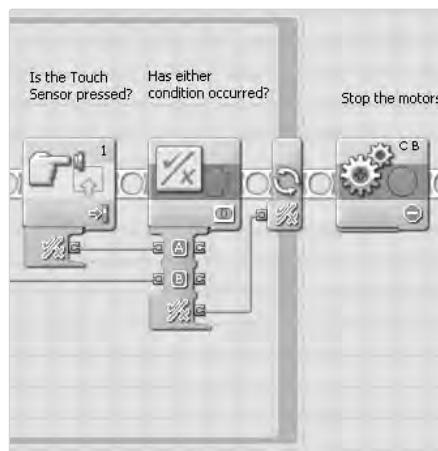 Is the Touch
Sensor pressed?
Has either
condition occurred?
Stop the motors
1
C B
A
B